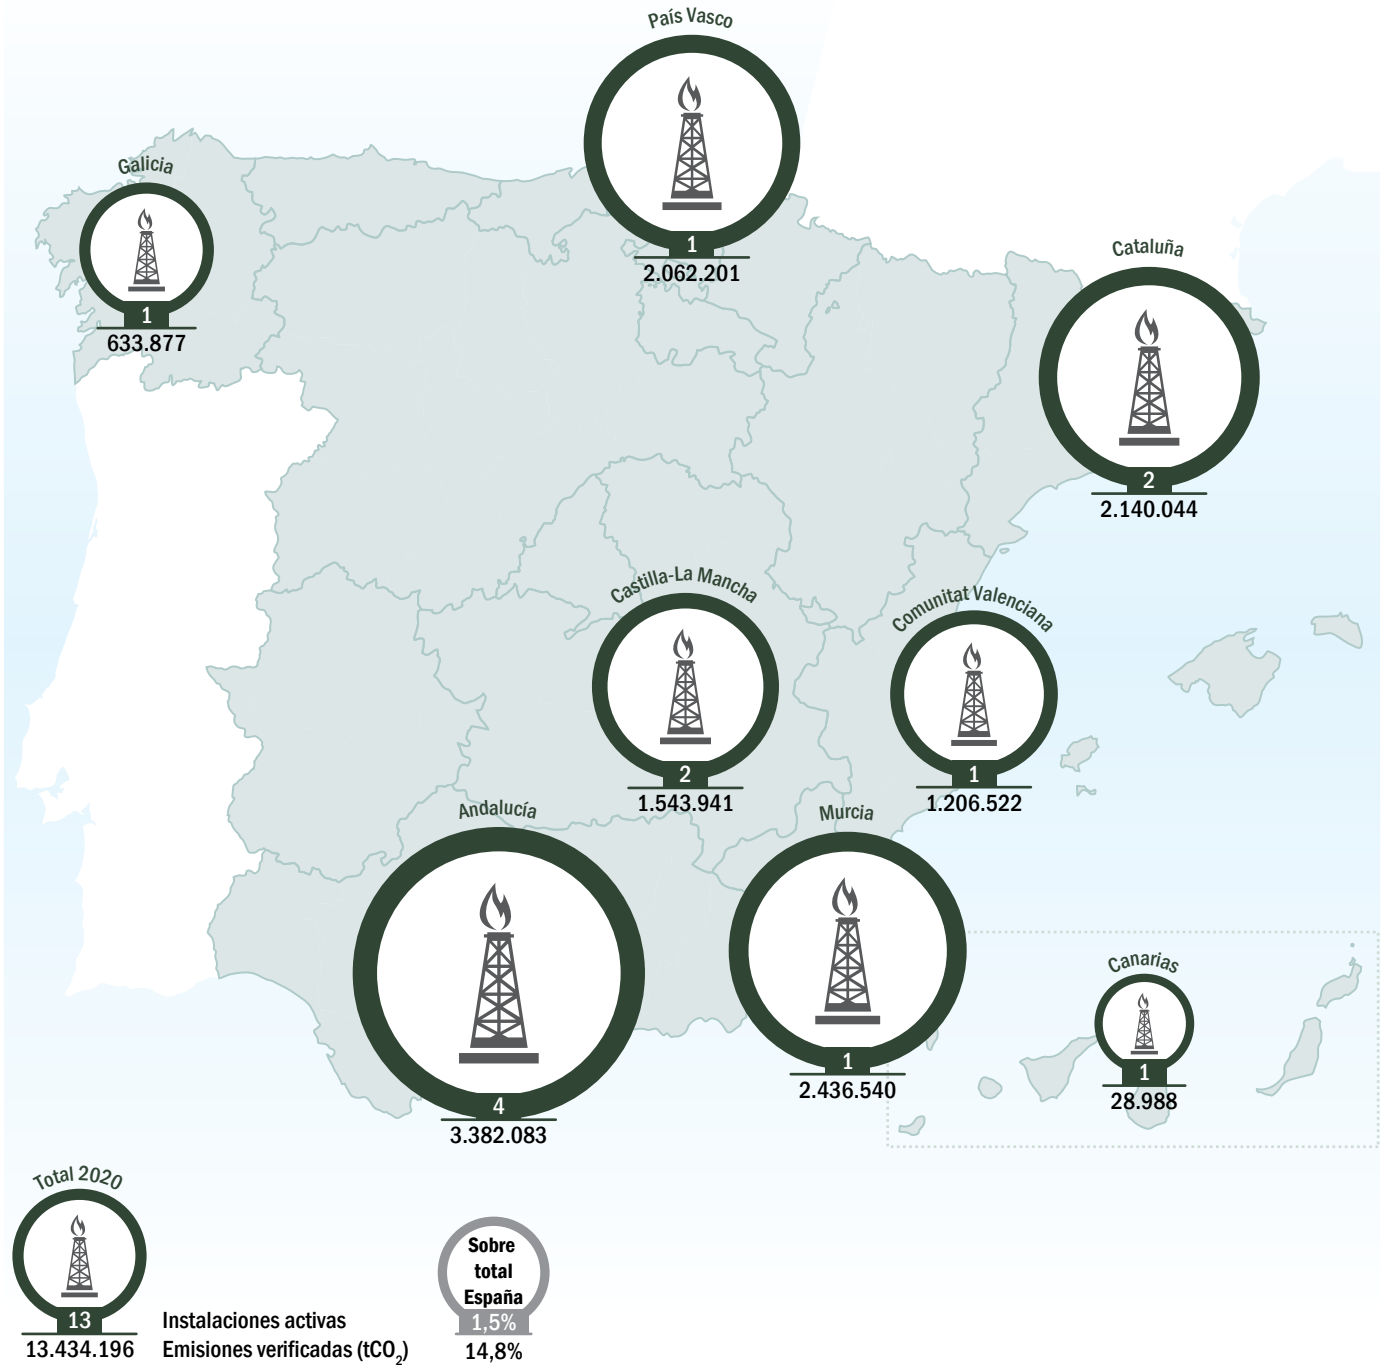 País Vasco
1
2.062.201
Galicia
1
633.877
Cataluña
2
2.140.044
Castilla-La Mancha
2
1.543.941
Comunitat Valenciana
1
1.206.522
Andalucía
4
3.382.083
Murcia
1
2.436.540
Canarias
1
28.988
Total 2020
13
13.434.196
Instalaciones activas
Emisiones verificadas (tCO₂)
Sobre
total
España
1,5%
14,8%